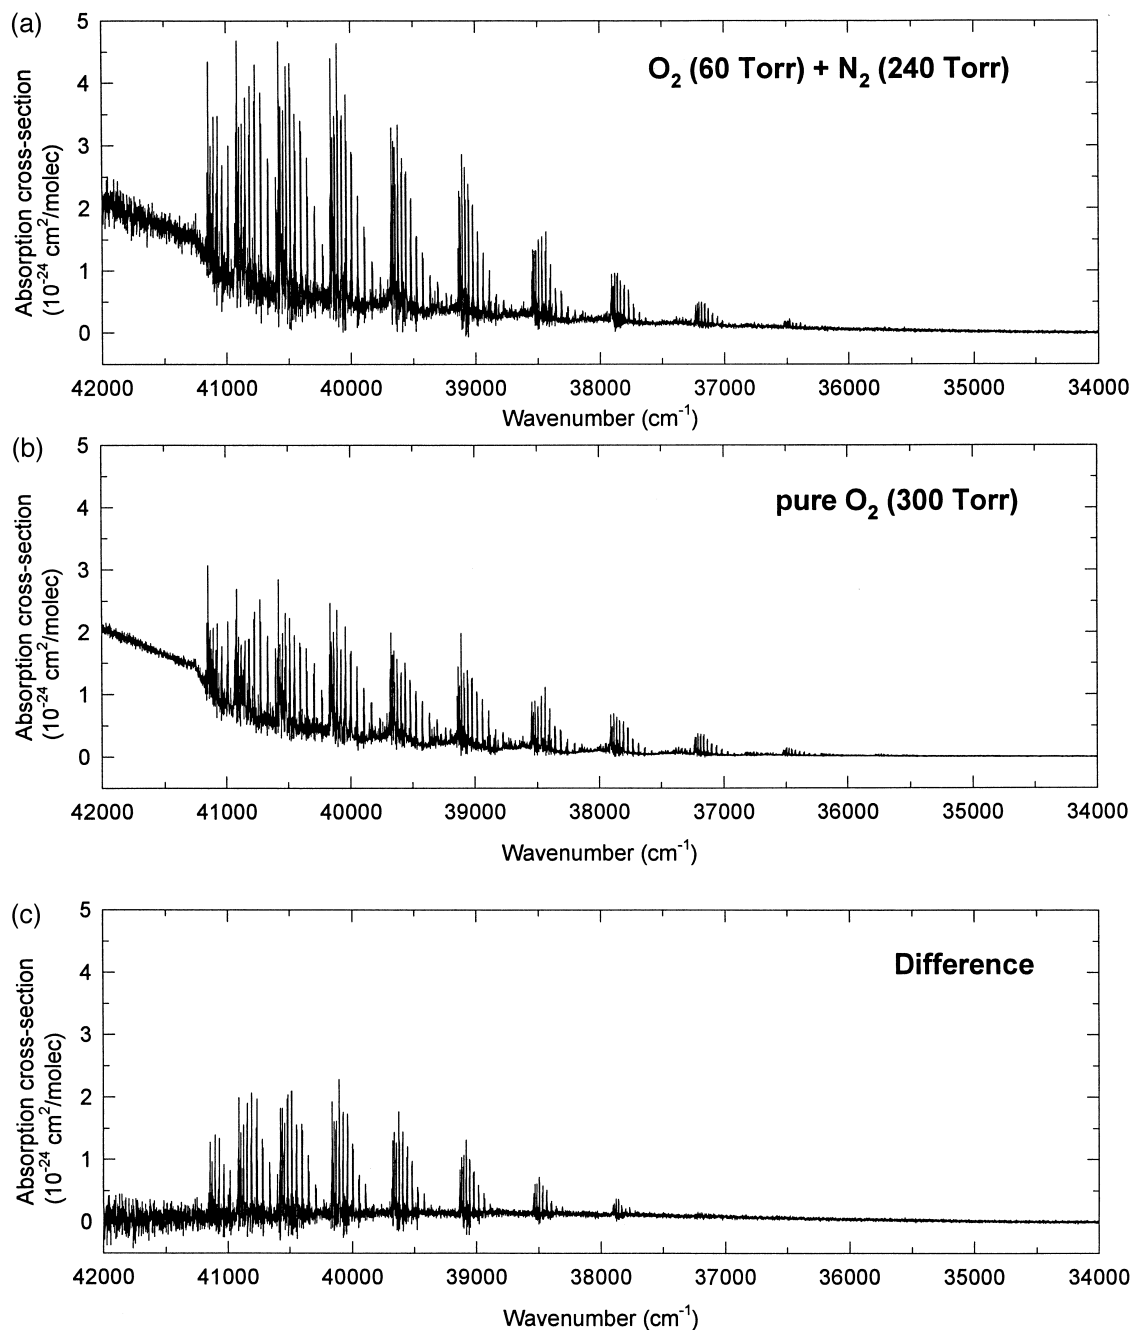 (a)
O2 (60 Torr) + N2 (240 Torr)
Absorption cross-section
(10-24 cm2/molec)
5
4
3
2
1
0
42000 41000 40000 39000 38000 37000 36000 35000 34000
Wavenumber (cm-1)
(b)
pure O2 (300 Torr)
Absorption cross-section
(10-24 cm2/molec)
5
4
3
2
1
0
42000 41000 40000 39000 38000 37000 36000 35000 34000
Wavenumber (cm-1)
(c)
Difference
Absorption cross-section
(10-24 cm2/molec)
5
4
3
2
1
0
42000 41000 40000 39000 38000 37000 36000 35000 34000
Wavenumber (cm-1)